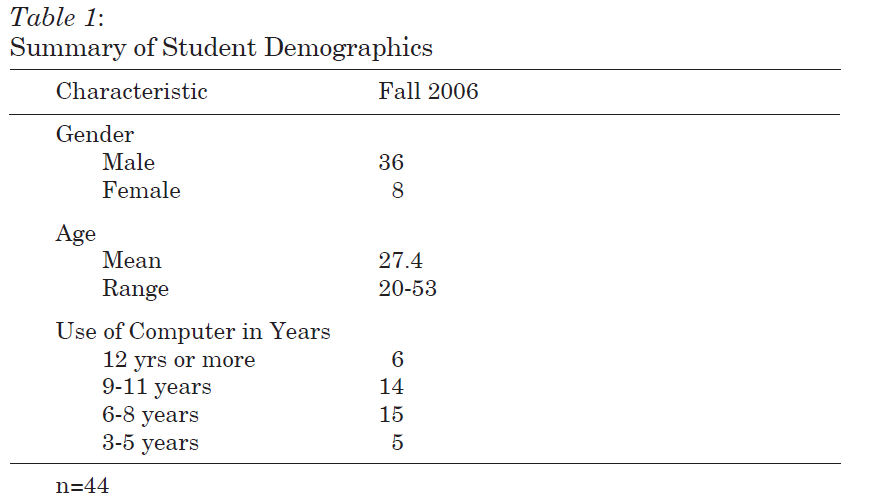 Table 1:
Summary of Student Demographics
Characteristic Fall 2006
Gender
Male 36
Female 8
Age
Mean 27.4
Range 20-53
Use of Computer in Years
12 yrs or more 6
9-11 years 14
6-8 years 15
3-5 years 5
n=44